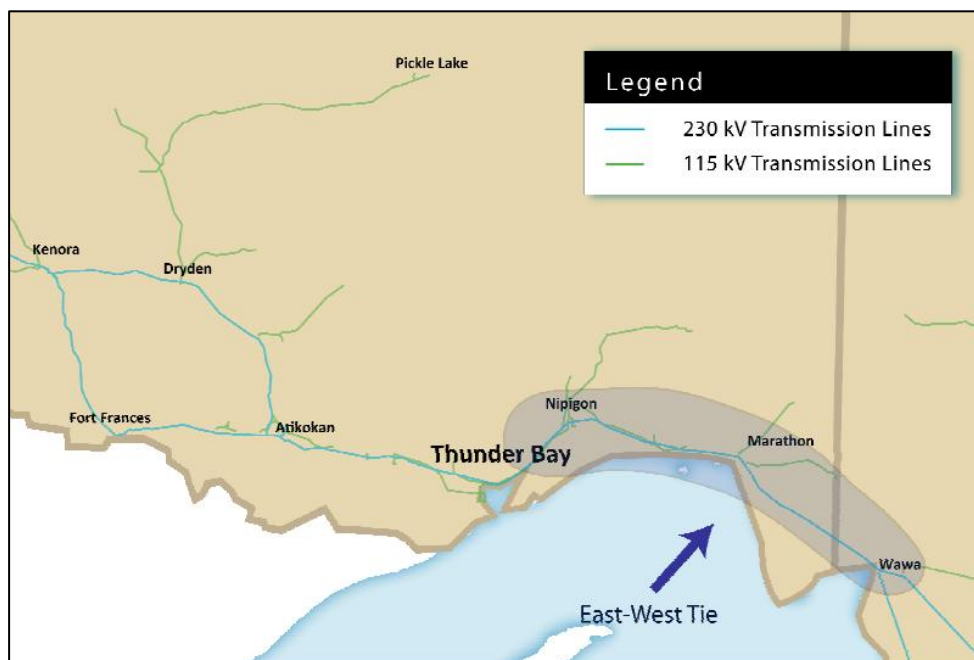 Pickle Lake
Legend
230 kV Transmission Lines
115 kV Transmission Lines
Kenora
Dryden
Fort Frances
Atikokan
Nipigon
Thunder Bay
Marathon
Wawa
East-West Tie